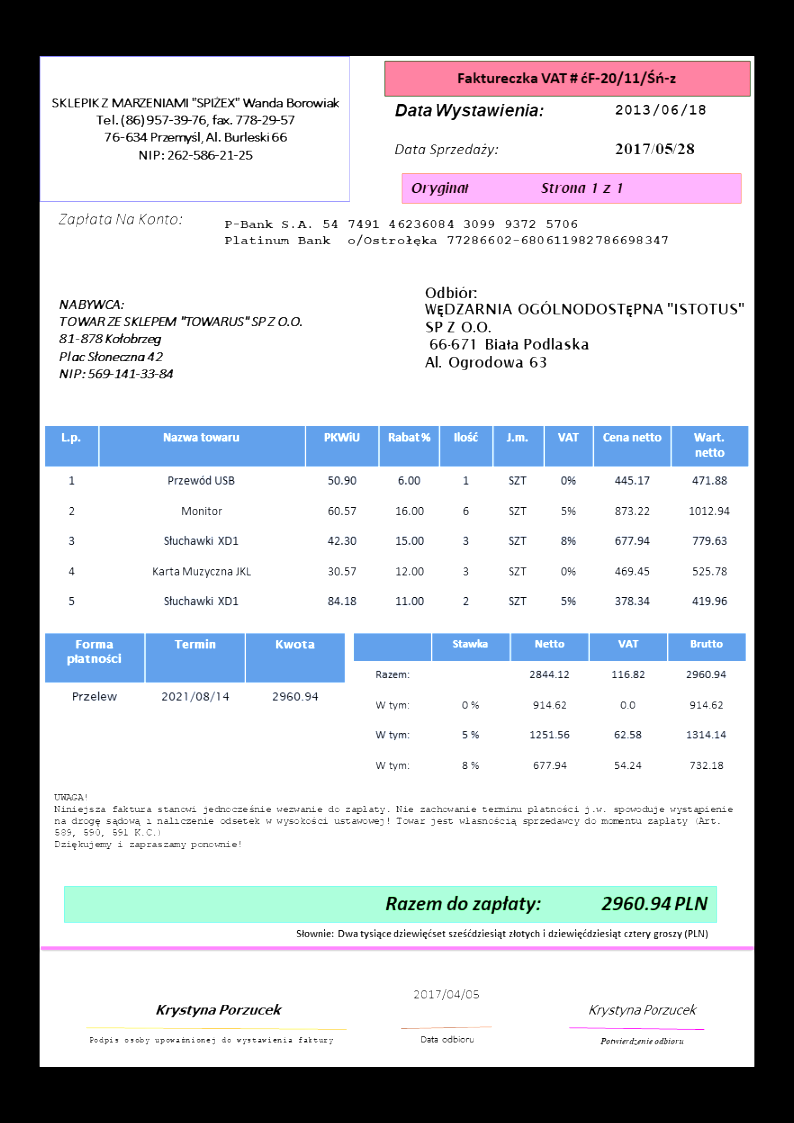 SKLEPIK Z MARZENIAMI "SPIŻEX" Wanda Borowiak
Tel. (86) 957-39-76, fax. 778-29-57
76-634 Przemyśl, Al. Burleski 66
NIP: 262-586-21-25
Faktureczka VAT # ćF-20/11/Śń-z
Data Wystawienia: 2013/06/18
Data Sprzedaży: 2017/05/28
Oryginał Strona 1 z 1
Zapłata Na Konto:
P-Bank S.A. 54 7491 46236084 3099 9372 5706
Platinum Bank o/Ostrołęka 77286602-680611982786698347
NABYWCA:
TOWAR ZE SKLEPEM "TOWARUS" SP Z O.O.
81-878 Kołobrzeg
Plac Słoneczna 42
NIP: 569-141-33-84
Odbiór:
WĘDZARNIA OGÓLNODOSTĘPNA "ISTOTUS"
SP Z O.O.
66-671 Biała Podlaska
Al. Ogrodowa 63
L.p. Nazwa towaru PKWiU Rabat % Ilość J.m. VAT Cena netto Wart. netto
1 Przewód USB 50.90 6.00 1 SZT 0% 445.17 471.88
2 Monitor 60.57 16.00 6 SZT 5% 873.22 1012.94
3 Słuchawki XD1 42.30 15.00 3 SZT 8% 677.94 779.63
4 Karta Muzyczna JKL 30.57 12.00 3 SZT 0% 469.45 525.78
5 Słuchawki XD1 84.18 11.00 2 SZT 5% 378.34 419.96
Forma płatności Termin Kwota
Przelew 2021/08/14 2960.94
Stawka Netto VAT Brutto
Razem: 2844.12 116.82 2960.94
W tym: 0 % 914.62 0.0 914.62
W tym: 5 % 1251.56 62.58 1314.14
W tym: 8 % 677.94 54.24 732.18
UWAGA!
Niniejsza faktura stanowi jednocześnie wezwanie do zapłaty. Nie zachowanie terminu płatności j.w. spowoduje wystąpienie
na drogę sądową i naliczenie odsetek w wysokości ustawowej! Towar jest własnością sprzedawcy do momentu zapłaty (Art.
589, 590, 591 K.C.)
Dziękujemy i zapraszamy ponownie!
Razem do zapłaty: 2960.94 PLN
Słownie: Dwa tysiące dziewięćset sześćdziesiąt złotych i dziewięćdziesiąt cztery groszy (PLN)
Krystyna Porzucek
Podpis osoby upoważnionej do wystawienia faktury
2017/04/05
Data odbioru
Krystyna Porzucek
Potwierdzenie odbioru